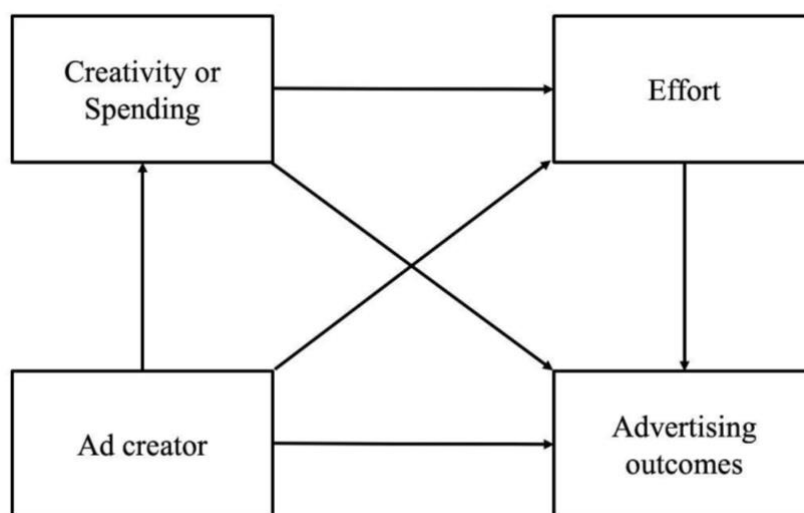 Creativity or
Spending
Effort
Ad creator
Advertising
outcomes